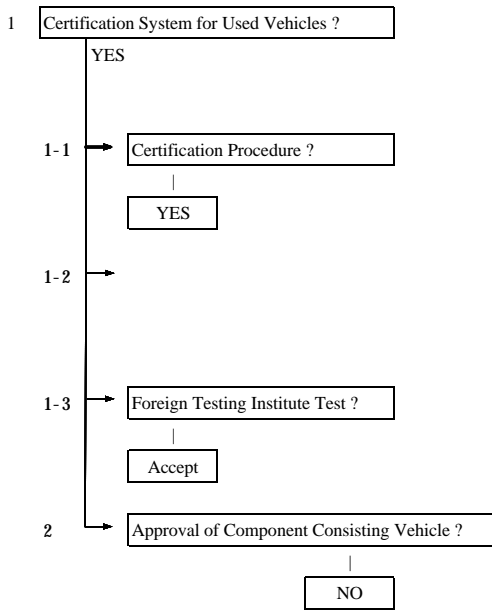 1 Certification System for Used Vehicles ?
YES
1-1 Certification Procedure ?
YES
1-2
1-3 Foreign Testing Institute Test ?
Accept
2 Approval of Component Consisting Vehicle ?
NO